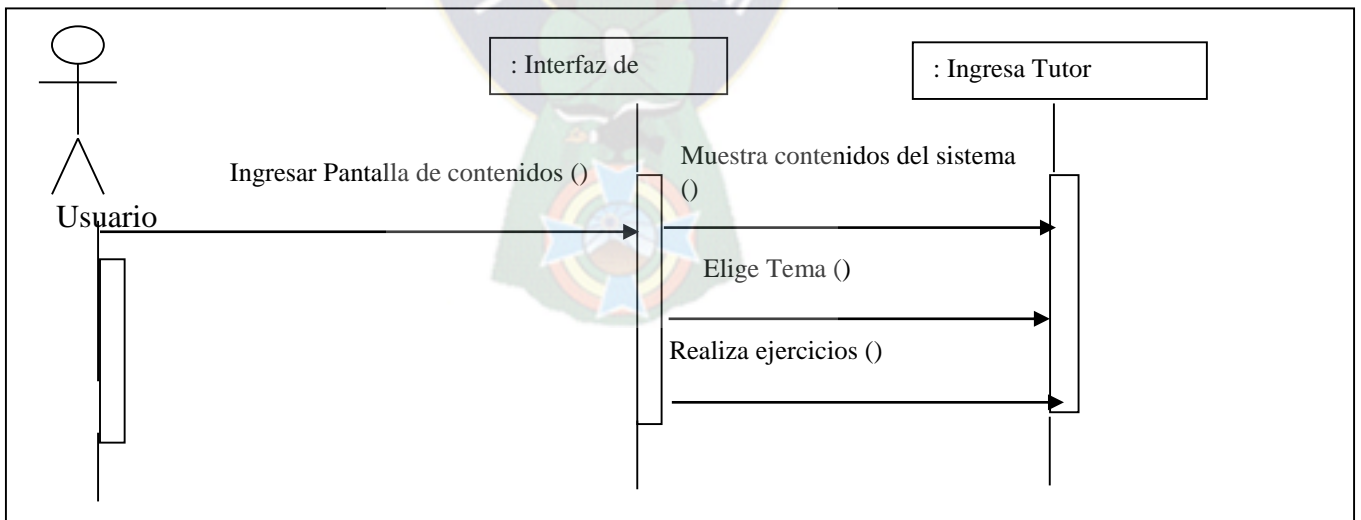 : Interfaz de
: Ingresa Tutor
Ingresar Pantalla de contenidos ()
Muestra contenidos del sistema
()
Usuario
Elige Tema ()
Realiza ejercicios ()